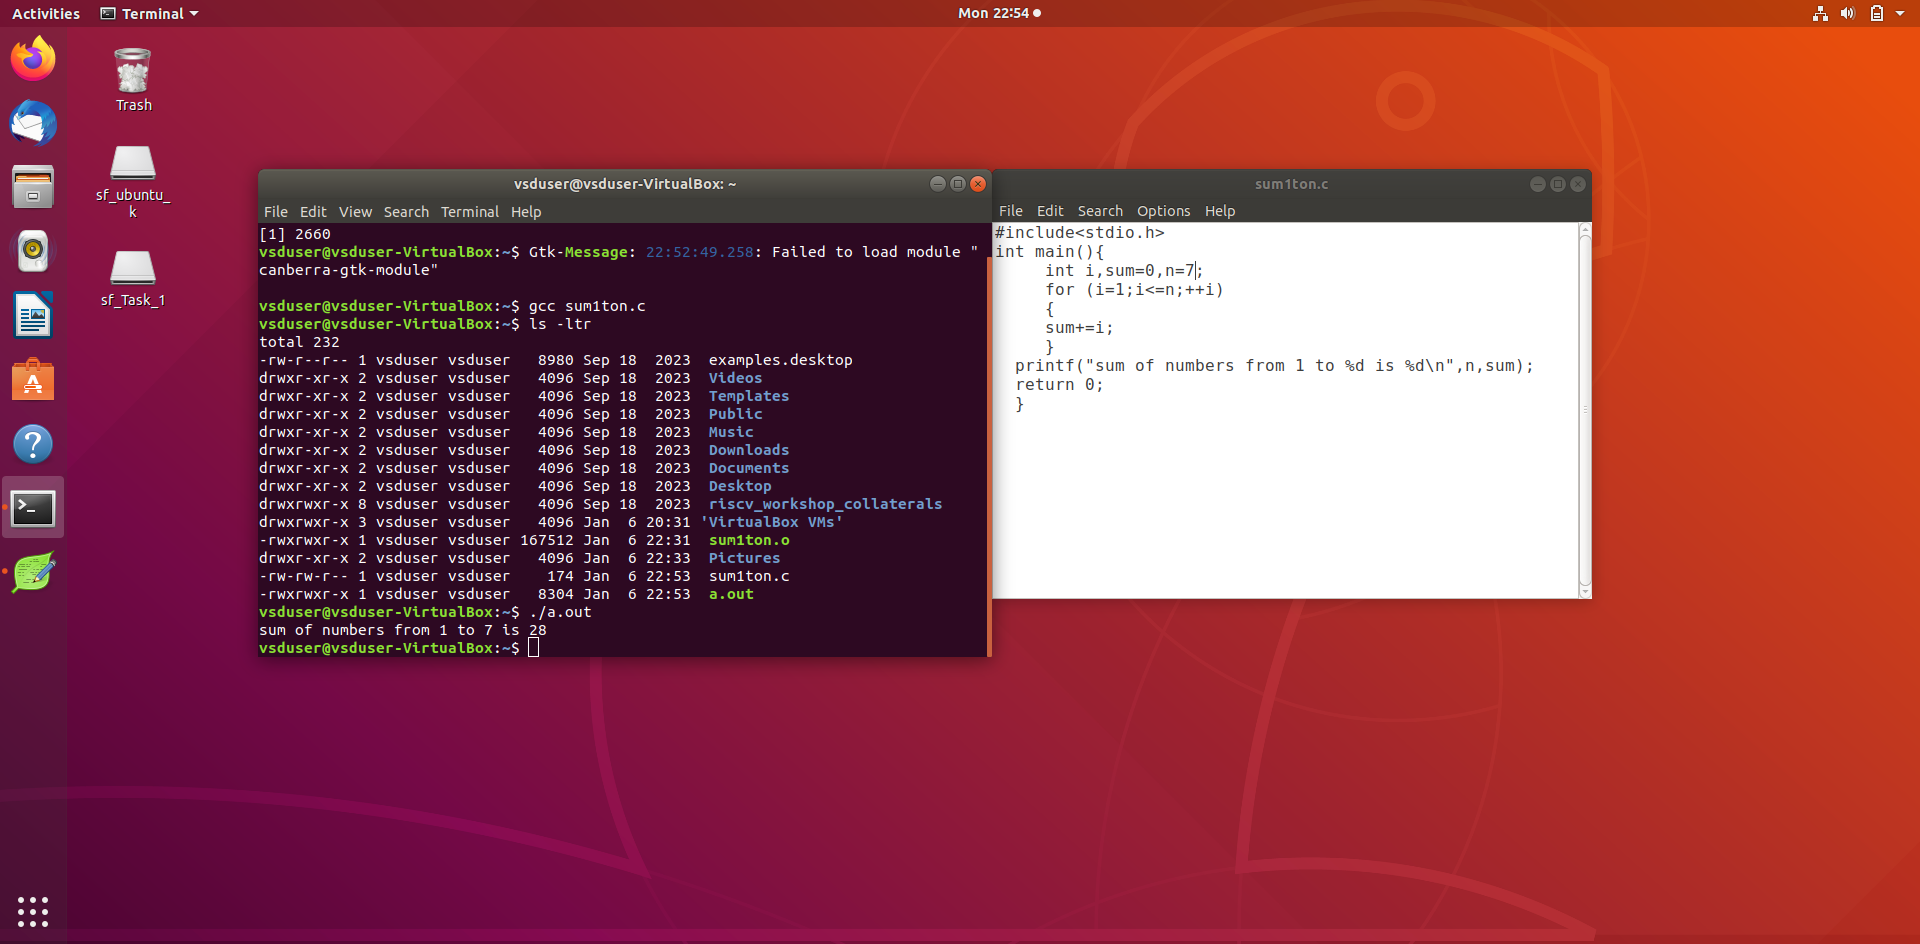 Activities
Terminal
Mon 22:54
Trash
sf_ubuntu_
k
sf_Task_1
vsduser@vsduser-VirtualBox: ~
File Edit View Search Terminal Help
[1] 2660
vsduser@vsduser-VirtualBox:~$ Gtk-Message: 22:52:49.258: Failed to load module "
canberra-gtk-module"
vsduser@vsduser-VirtualBox:~$ gcc sum1ton.c
vsduser@vsduser-VirtualBox:~$ ls -ltr
total 232
-rw-r--r-- 1 vsduser vsduser   8980 Sep 18  2023  examples.desktop
drwxr-xr-x 2 vsduser vsduser   4096 Sep 18  2023  Videos
drwxr-xr-x 2 vsduser vsduser   4096 Sep 18  2023  Templates
drwxr-xr-x 2 vsduser vsduser   4096 Sep 18  2023  Public
drwxr-xr-x 2 vsduser vsduser   4096 Sep 18  2023  Music
drwxr-xr-x 2 vsduser vsduser   4096 Sep 18  2023  Downloads
drwxr-xr-x 2 vsduser vsduser   4096 Sep 18  2023  Documents
drwxr-xr-x 2 vsduser vsduser   4096 Sep 18  2023  Desktop
drwxrwxr-x 8 vsduser vsduser   4096 Sep 18  2023  riscv_workshop_collaterals
drwxrwxr-x 3 vsduser vsduser   4096 Jan  6 20:31 'VirtualBox VMs'
-rwxrwxr-x 1 vsduser vsduser 167512 Jan  6 22:31  sum1ton.o
drwxr-xr-x 2 vsduser vsduser   4096 Jan  6 22:33  Pictures
-rw-rw-r-- 1 vsduser vsduser    174 Jan  6 22:53  sum1ton.c
-rwxrwxr-x 1 vsduser vsduser   8304 Jan  6 22:53  a.out
vsduser@vsduser-VirtualBox:~$ ./a.out
sum of numbers from 1 to 7 is 28
vsduser@vsduser-VirtualBox:~$
sum1ton.c
File Edit Search Options Help
#include<stdio.h>
int main(){
int i,sum=0,n=7;
for (i=1;i<=n;++i)
{
sum+=i;
}
printf("sum of numbers from 1 to %d is %d\n",n,sum);
return 0;
}